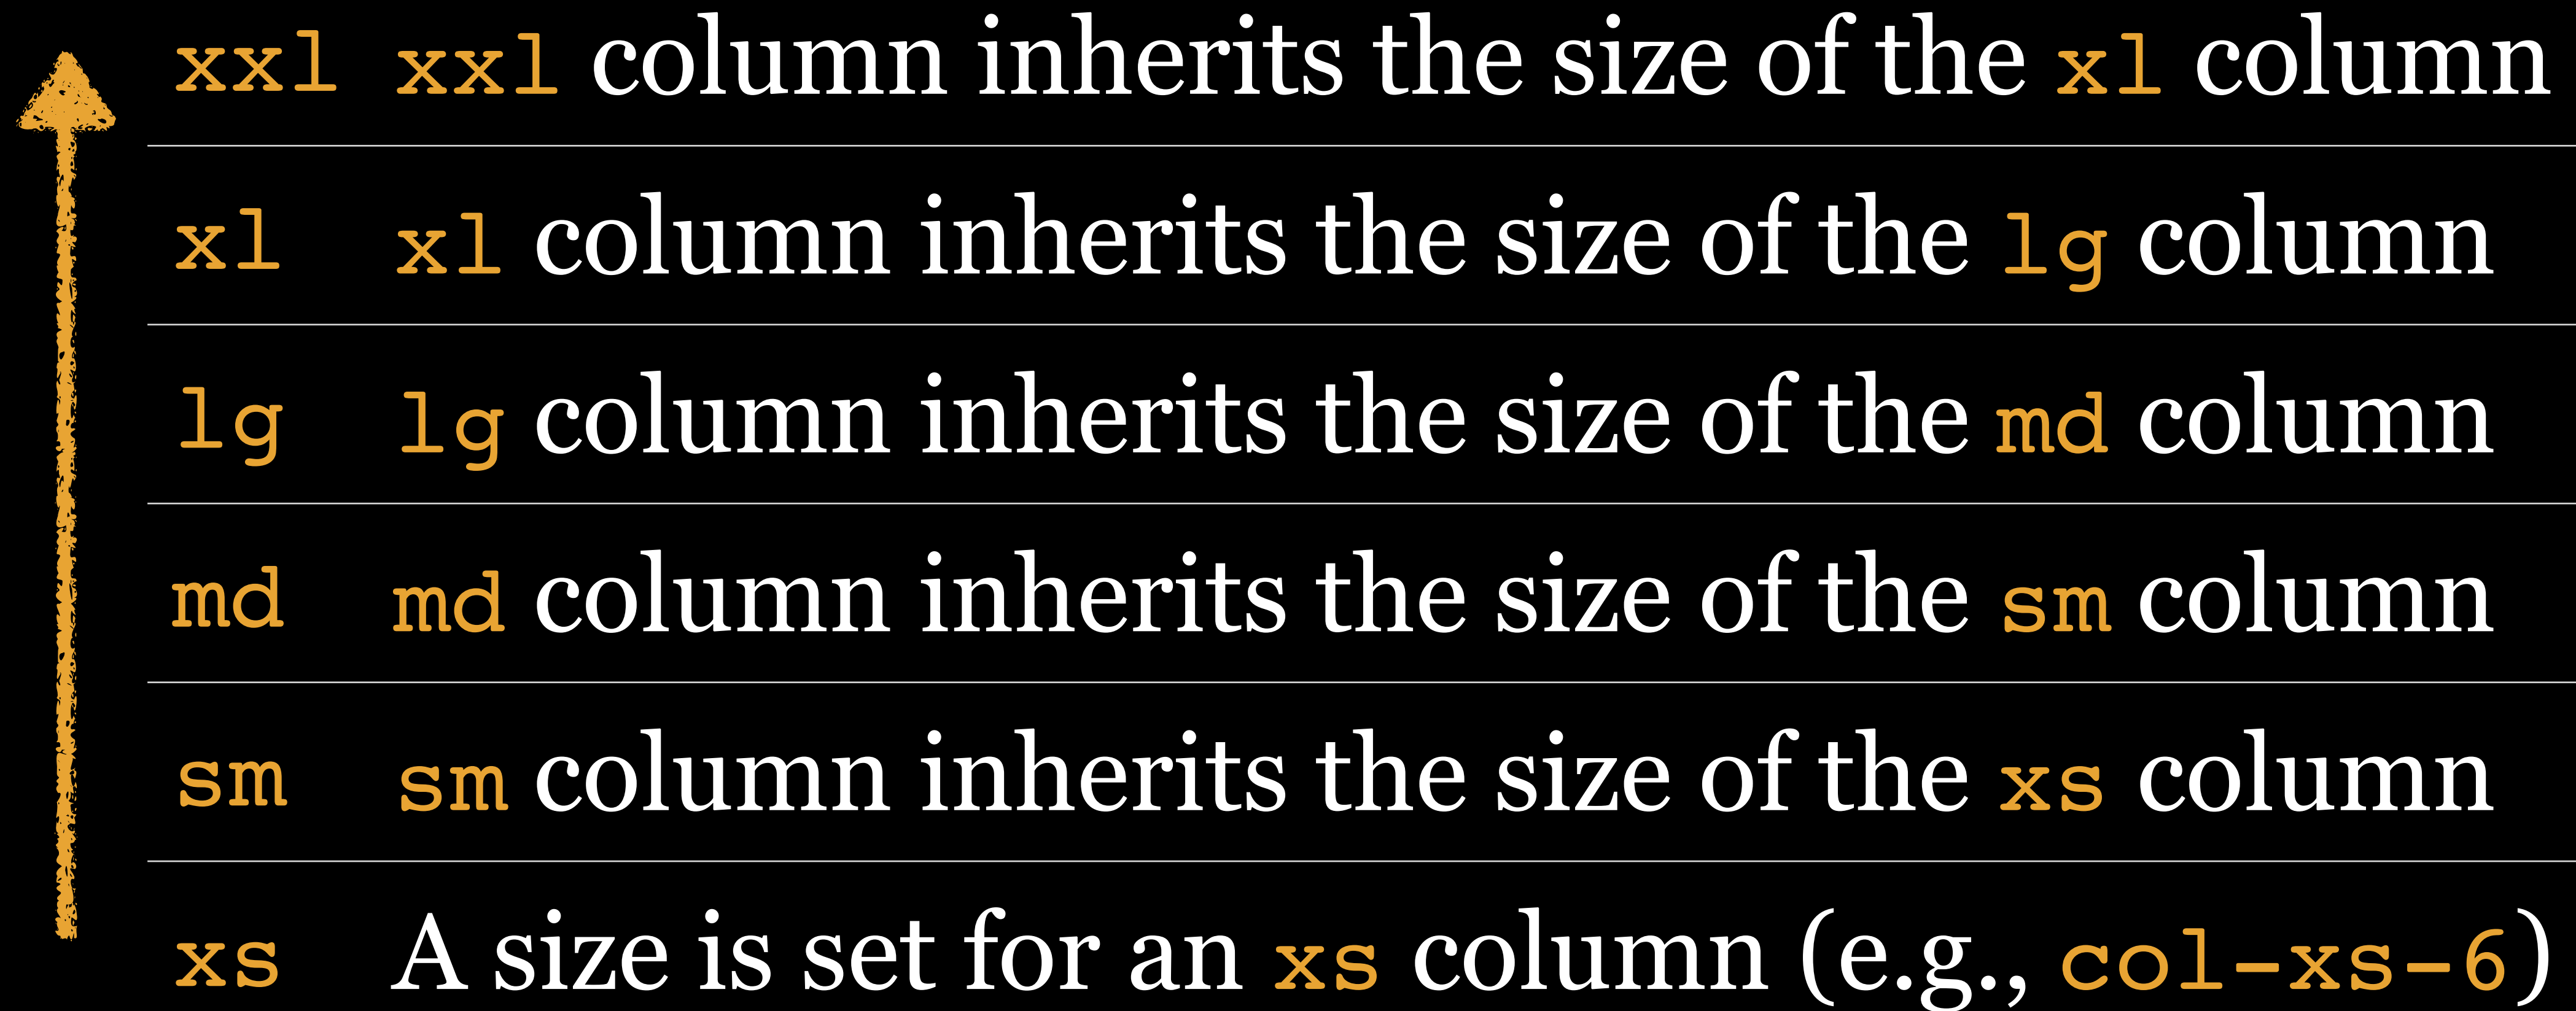 xxl xxl column inherits the size of the xl column
xl xl column inherits the size of the lg column
lg lg column inherits the size of the md column
md md column inherits the size of the sm column
sm sm column inherits the size of the xs column
xs A size is set for an xs column (e.g., col-xs-6)